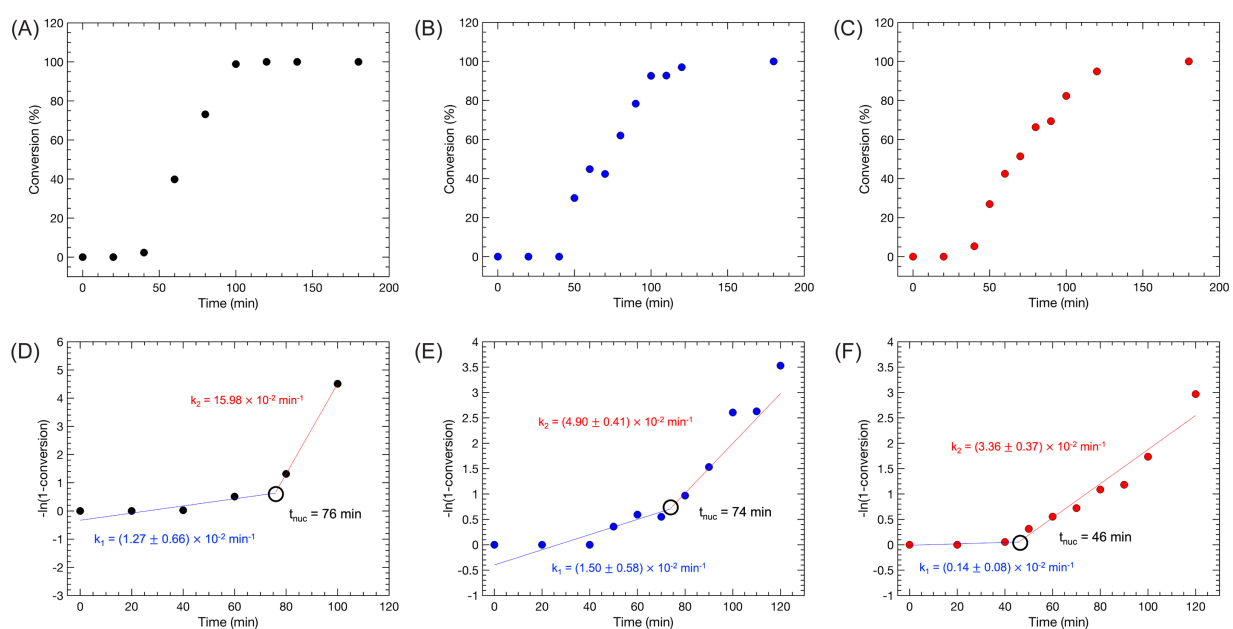 (A)
120
100
80
60
40
20
0
Conversion (%)
0 50 100 150 200
Time (min)
(B)
120
100
80
60
40
20
0
Conversion (%)
0 50 100 150 200
Time (min)
(C)
120
100
80
60
40
20
0
Conversion (%)
0 50 100 150 200
Time (min)
(D)
6
5
4
3
2
1
0
-1
-2
-3
-ln(1-conversion)
k₂ = 15.98 × 10⁻² min⁻¹
t_nuc = 76 min
k₁ = (1.27 ± 0.66) × 10⁻² min⁻¹
0 20 40 60 80 100 120
Time (min)
(E)
4
3.5
3
2.5
2
1.5
1
0.5
0
-0.5
-1
-ln(1-conversion)
k₂ = (4.90 ± 0.41) × 10⁻² min⁻¹
t_nuc = 74 min
k₁ = (1.50 ± 0.58) × 10⁻² min⁻¹
0 20 40 60 80 100 120
Time (min)
(F)
4
3.5
3
2.5
2
1.5
1
0.5
0
-0.5
-1
-ln(1-conversion)
k₂ = (3.36 ± 0.37) × 10⁻² min⁻¹
t_nuc = 46 min
k₁ = (0.14 ± 0.08) × 10⁻² min⁻¹
0 20 40 60 80 100 120
Time (min)